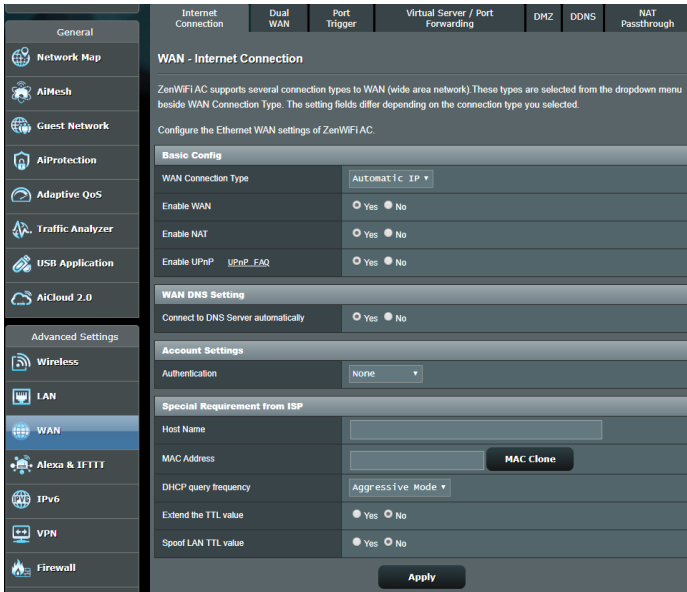 Internet Connection
Dual WAN
Port Trigger
Virtual Server / Port Forwarding
DMZ
DDNS
NAT Passthrough
General
Network Map
AiMesh
Guest Network
AiProtection
Adaptive QoS
Traffic Analyzer
USB Application
AiCloud 2.0
Advanced Settings
Wireless
LAN
WAN
Alexa & IFTTT
IPv6
VPN
Firewall
WAN - Internet Connection
ZenWiFi AC supports several connection types to WAN (wide area network).These types are selected from the dropdown menu
beside WAN Connection Type. The setting fields differ depending on the connection type you selected.
Configure the Ethernet WAN settings of ZenWiFi AC.
Basic Config
WAN Connection Type Automatic IP
Enable WAN Yes No
Enable NAT Yes No
Enable UPnP UPnP FAQ Yes No
WAN DNS Setting
Connect to DNS Server automatically Yes No
Account Settings
Authentication None
Special Requirement from ISP
Host Name
MAC Address MAC Clone
DHCP query frequency Aggressive Mode
Extend the TTL value Yes No
Spoof LAN TTL value Yes No
Apply